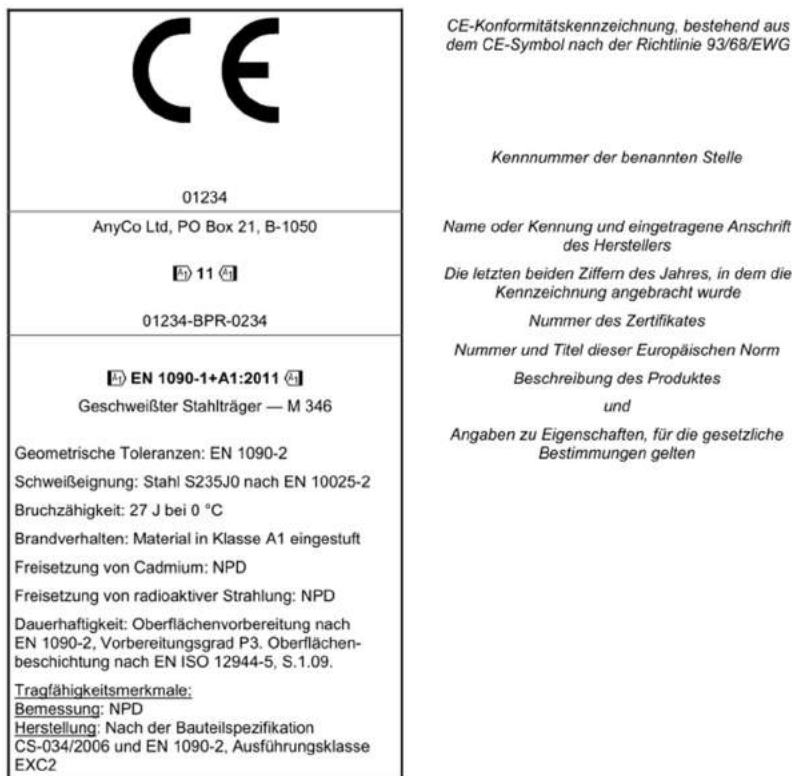 CE
01234
AnyCo Ltd, PO Box 21, B-1050
A1 11 A1
01234-BPR-0234
A1 EN 1090-1+A1:2011 A1
Geschweißter Stahlträger — M 346
Geometrische Toleranzen: EN 1090-2
Schweißeignung: Stahl S235J0 nach EN 10025-2
Bruchzähigkeit: 27 J bei 0 °C
Brandverhalten: Material in Klasse A1 eingestuft
Freisetzung von Cadmium: NPD
Freisetzung von radioaktiver Strahlung: NPD
Dauerhaftigkeit: Oberflächenvorbereitung nach
EN 1090-2, Vorbereitungsgrad P3. Oberflächen-
beschichtung nach EN ISO 12944-5, S.1.09.
Tragfähigkeitsmerkmale:
Bemessung: NPD
Herstellung: Nach der Bauteilspezifikation
CS-034/2006 und EN 1090-2, Ausführungsklasse
EXC2
CE-Konformitätskennzeichnung, bestehend aus
dem CE-Symbol nach der Richtlinie 93/68/EWG
Kennnummer der benannten Stelle
Name oder Kennung und eingetragene Anschrift
des Herstellers
Die letzten beiden Ziffern des Jahres, in dem die
Kennzeichnung angebracht wurde
Nummer des Zertifikates
Nummer und Titel dieser Europäischen Norm
Beschreibung des Produktes
und
Angaben zu Eigenschaften, für die gesetzliche
Bestimmungen gelten